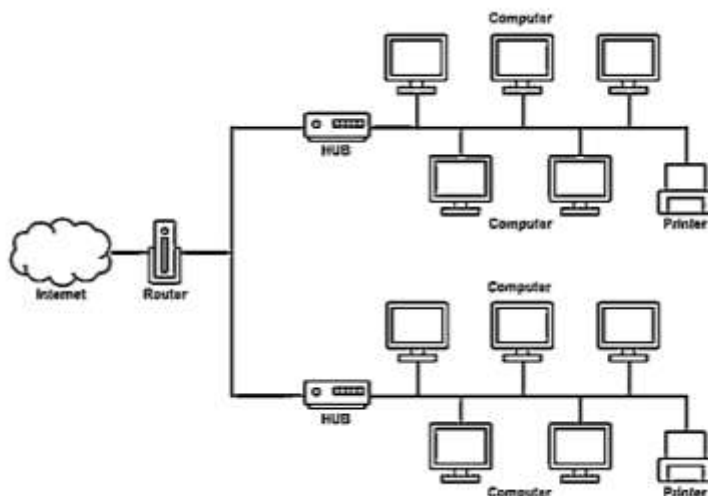 Computer
HUB
Computer
Printer
Internet
Router
Computer
HUB
Computer
Printer